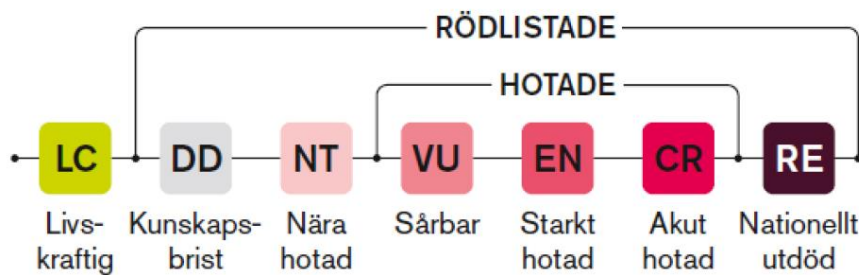 RÖDLISTADE
HOTADE
LC DD NT VU EN CR RE
Livs- Kunskaps- Nära Sårbar Starkt Akut Nationellt
kraftig brist hotad hotad hotad utdöd